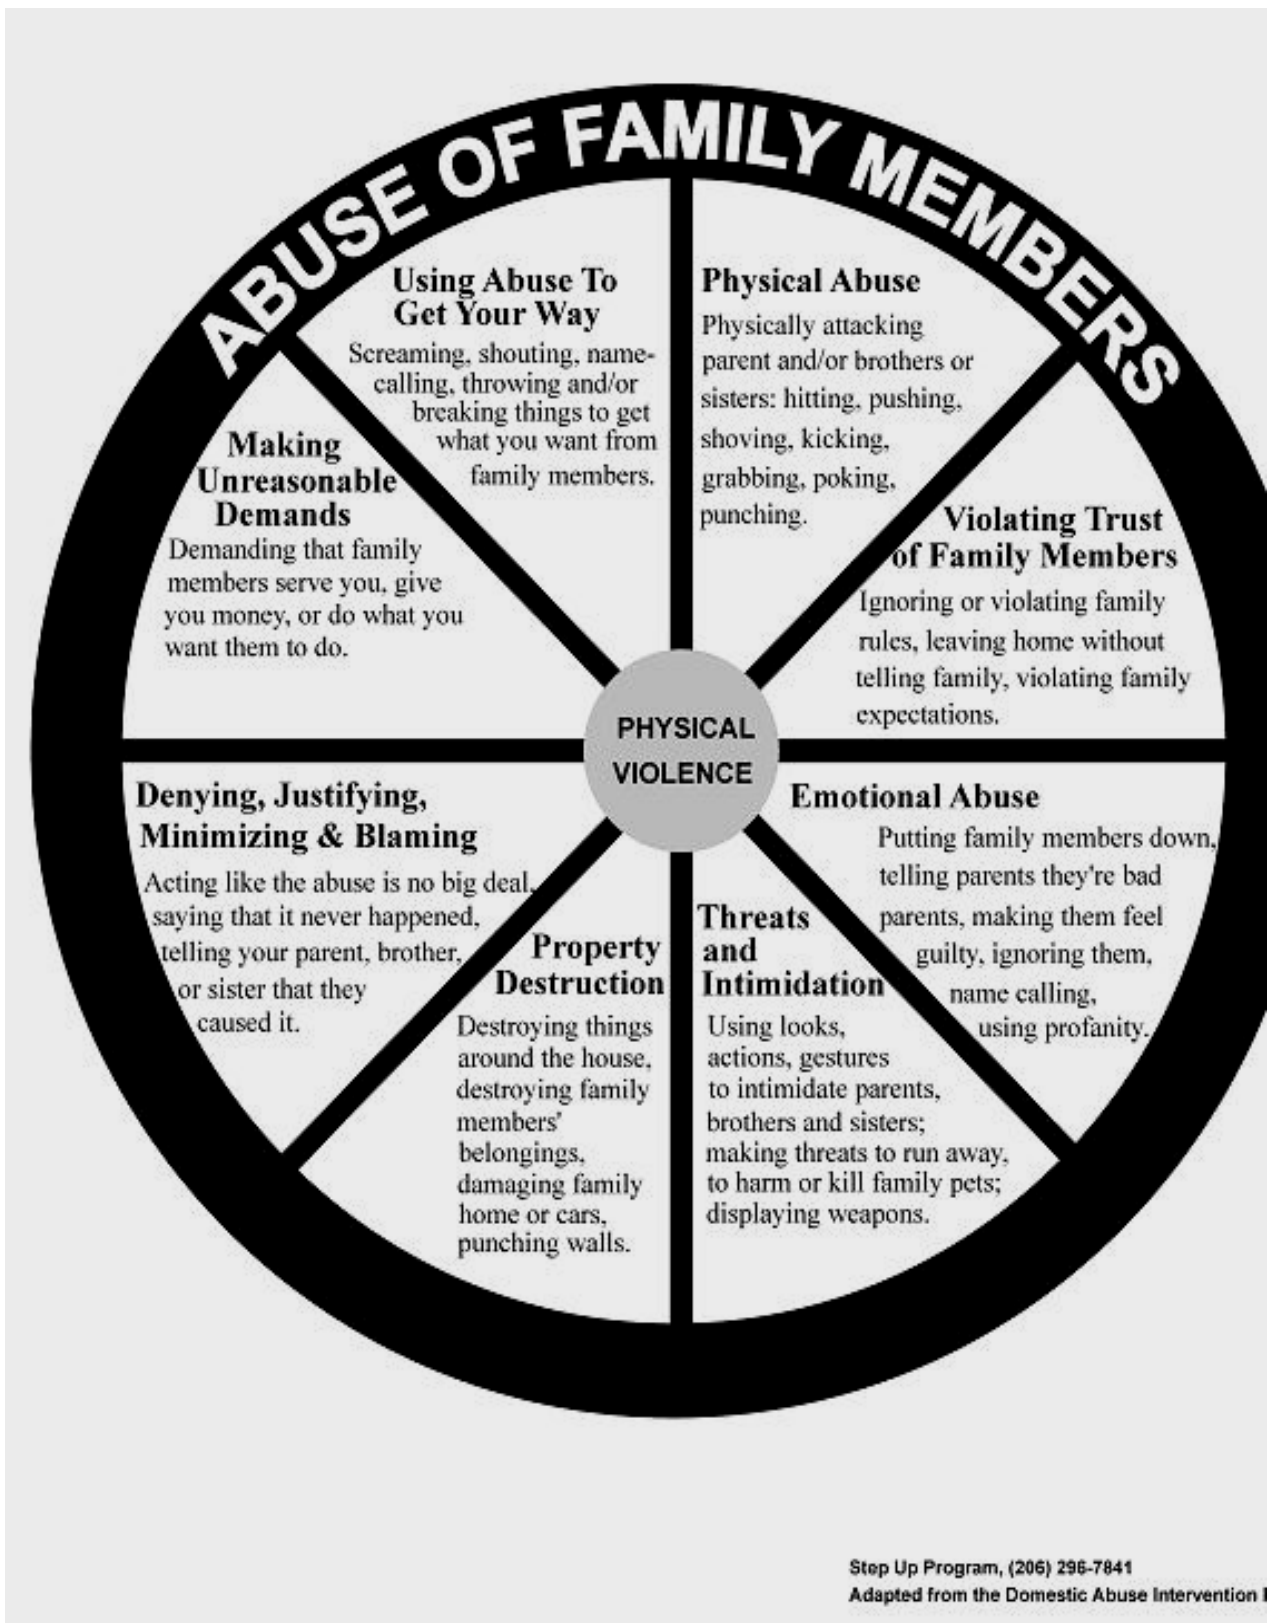 ABUSE OF FAMILY MEMBERS
Using Abuse To
Get Your Way
Screaming, shouting, name-
calling, throwing and/or
breaking things to get
what you want from
family members.
Physical Abuse
Physically attacking
parent and/or brothers or
sisters: hitting, pushing,
shoving, kicking,
grabbing, poking,
punching.
Making
Unreasonable
Demands
Demanding that family
members serve you, give
you money, or do what you
want them to do.
Violating Trust
of Family Members
Ignoring or violating family
rules, leaving home without
telling family, violating family
expectations.
PHYSICAL
VIOLENCE
Denying, Justifying,
Minimizing & Blaming
Acting like the abuse is no big deal,
saying that it never happened,
telling your parent, brother,
or sister that they
caused it.
Emotional Abuse
Putting family members down,
telling parents they're bad
parents, making them feel
guilty, ignoring them,
name calling,
using profanity.
Property
Destruction
Destroying things
around the house,
destroying family
members'
belongings,
damaging family
home or cars,
punching walls.
Threats
and
Intimidation
Using looks,
actions, gestures
to intimidate parents,
brothers and sisters;
making threats to run away,
to harm or kill family pets;
displaying weapons.
Step Up Program, (206) 296-7841
Adapted from the Domestic Abuse Intervention